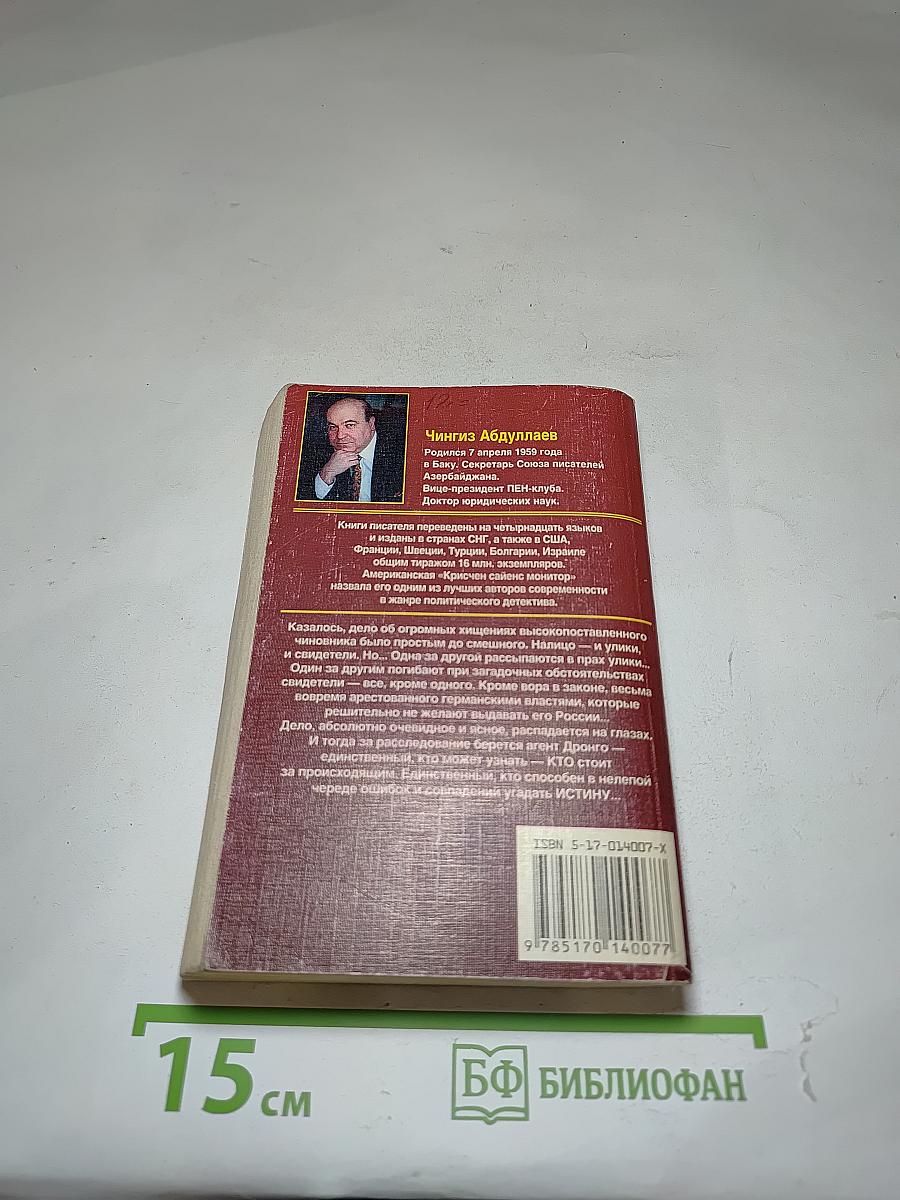 12=
Чингиз Абдуллаев
Родился 7 апреля 1959 года
в Баку. Секретарь Союза писателей
Азербайджана.
Вице-президент ПЕН-клуба.
Доктор юридических наук.
Книги писателя переведены на четырнадцать языков
и изданы в странах СНГ, а также в США,
Франции, Швеции, Турции, Болгарии, Израиле
общим тиражом 16 млн. экземпляров.
Американская «Крисчен сайенс монитор»
назвала его одним из лучших авторов современности
в жанре политического детектива.
Казалось, дело об огромных хищениях высокопоставленного
чиновника было простым до смешного. Налицо — и улики,
и свидетели. Но... Одна за другой рассыпаются в прах улики...
Один за другим погибают при загадочных обстоятельствах
свидетели — все, кроме одного. Кроме вора в законе, весьма
вовремя арестованного германскими властями, которые
решительно не желают выдавать его России...
Дело, абсолютно очевидное и ясное, распадается на глазах.
И тогда за расследование берется агент Дронго —
единственный, кто может узнать — КТО стоит
за происходящим. Единственный, кто способен в нелепой
череде ошибок и совпадений угадать ИСТИНУ...
ISBN 5-17-014007-X
9 785170 140077
15 см
БФ БИБЛИОФАН